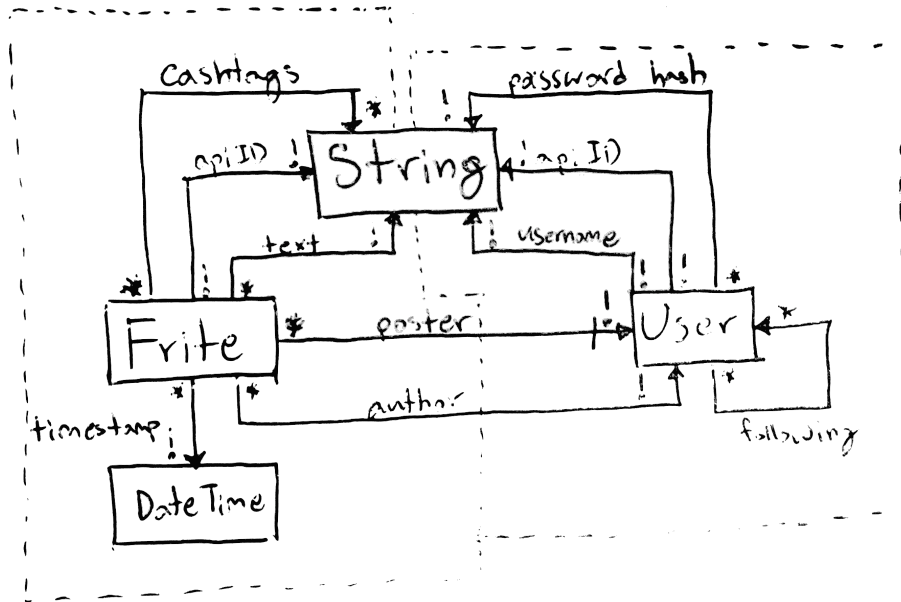 cashtags
password hash
*
!
apiID
!
String
!
apiID
text
!
!
username
*
!
*
!
!
*
Frite
*
poster
!
User
*
*
*
author
!
*
timestamp
!
following
DateTime